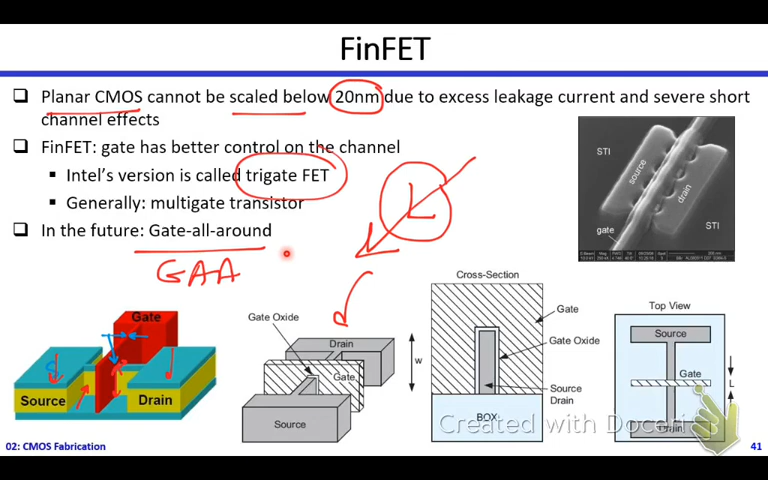 FinFET
Planar CMOS cannot be scaled below 20nm due to excess leakage current and severe short
channel effects
FinFET: gate has better control on the channel
Intel's version is called trigate FET
Generally: multigate transistor
In the future: Gate-all-around
GAA
L
STI
source
drain
gate
STI
Gate
Source
Drain
Gate Oxide
Drain
Gate
Source
w
Cross-Section
Gate
Gate Oxide
Source
Drain
BOX
Top View
Source
Gate
L
Drain
Created with Doceri
02: CMOS Fabrication
41